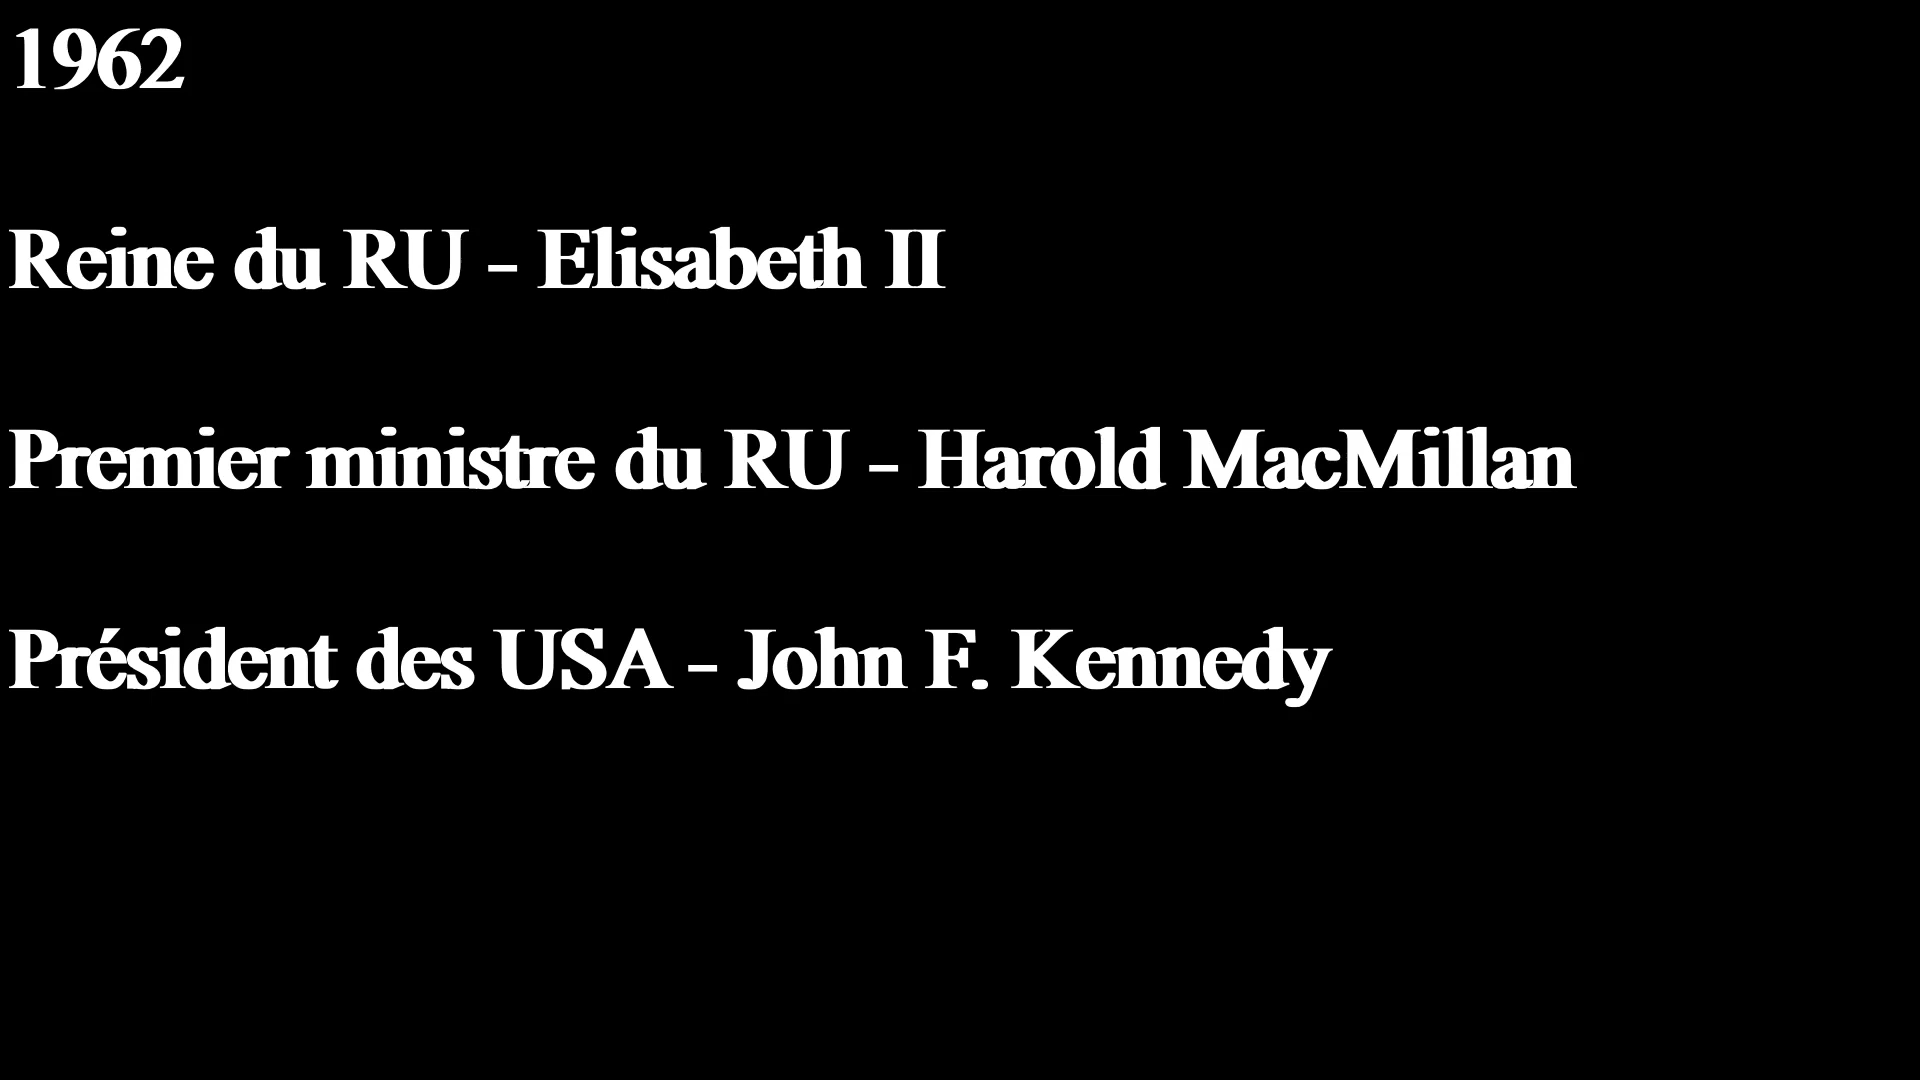 1962
Reine du RU - Elisabeth II
Premier ministre du RU - Harold MacMillan
Président des USA - John F. Kennedy